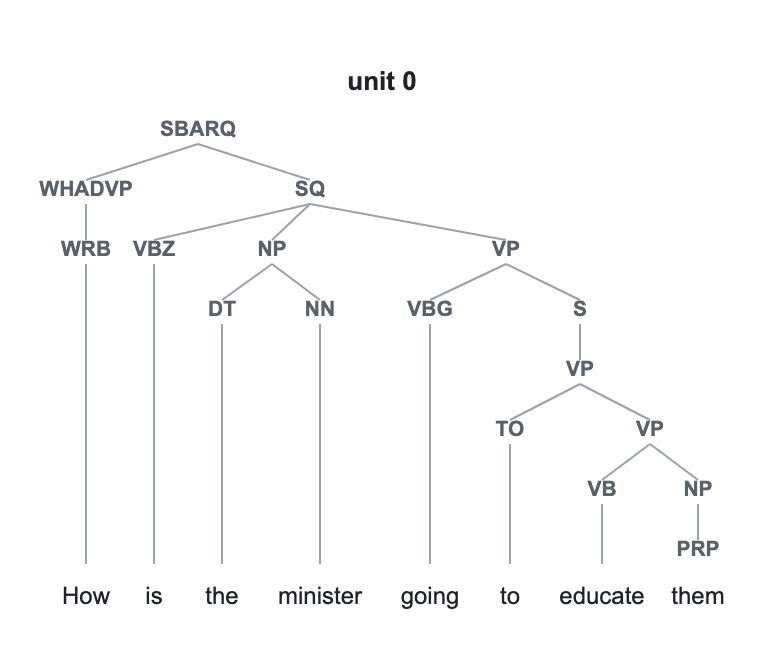 unit 0
SBARQ
WHADVP SQ
WRB VBZ NP VP
DT NN VBG S
VP
TO VP
VB NP
PRP
How is the minister going to educate them